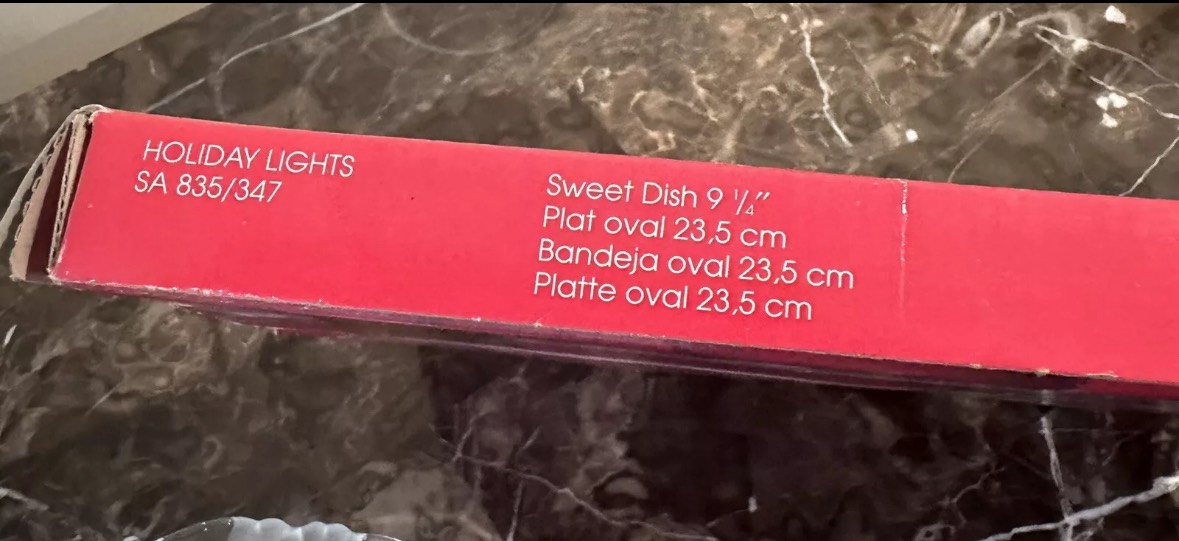 HOLIDAY LIGHTS
SA 835/347
Sweet Dish 9 1/4"
Plat oval 23,5 cm
Bandeja oval 23,5 cm
Platte oval 23,5 cm